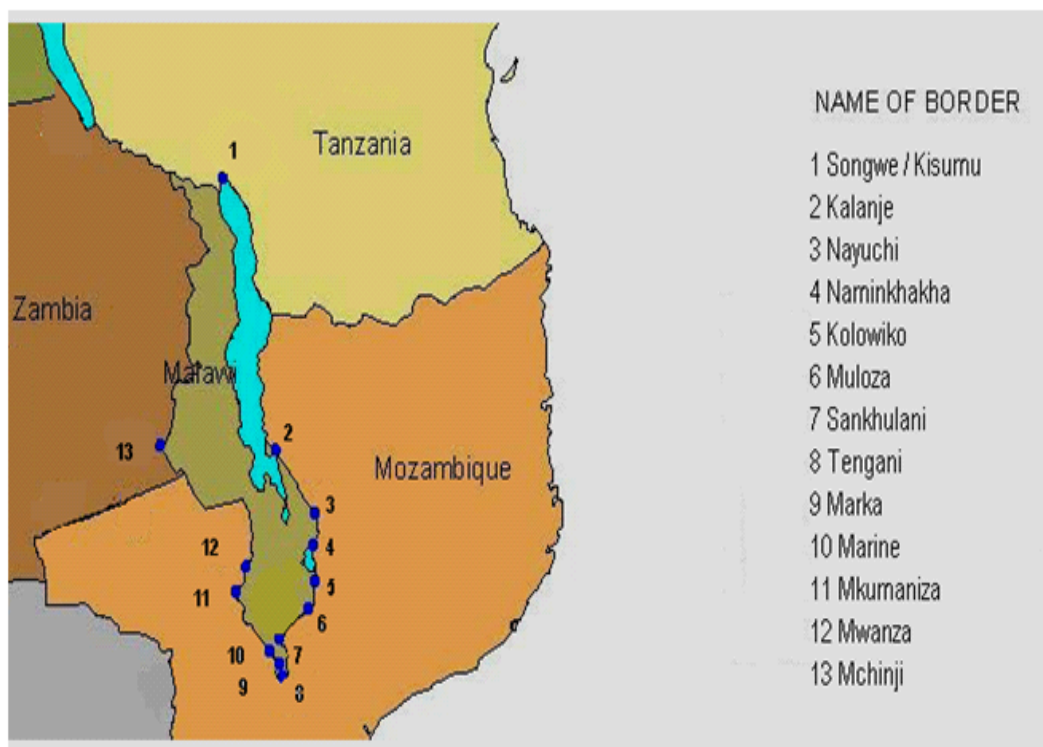 NAME OF BORDER
1 Songwe / Kisumu
2 Kalanje
3 Nayuchi
4 Naminkhakha
5 Kolowiko
6 Muloza
7 Sankhulani
8 Tengani
9 Marka
10 Marine
11 Mkumaniza
12 Mwanza
13 Mchinji
1
Tanzania
Zambia
Malawi
2
13
Mozambique
3
4
12
5
11
6
7
10
9
8